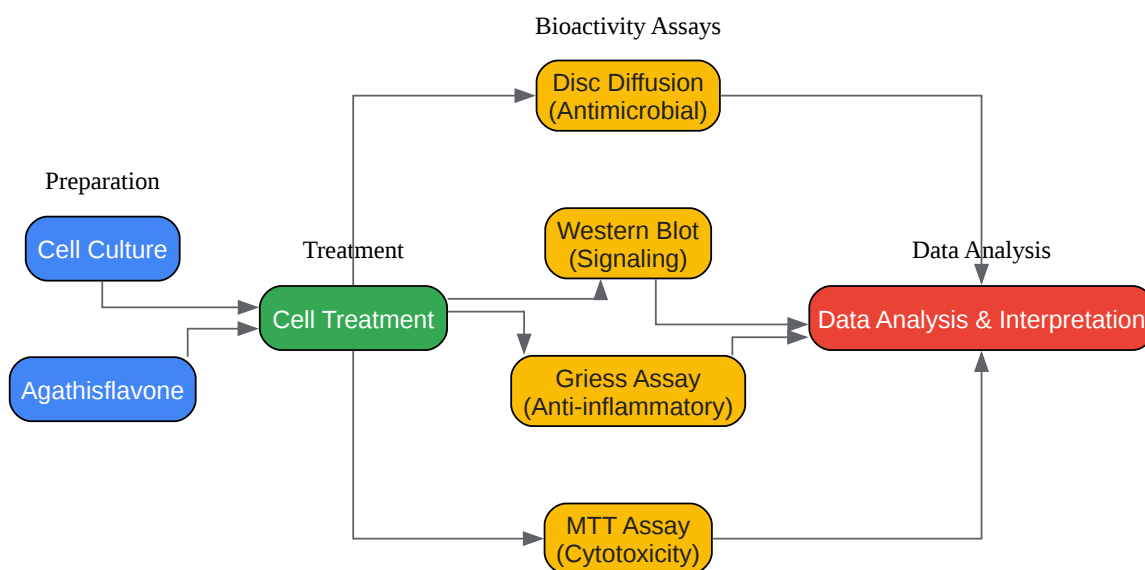 Bioactivity Assays
Disc Diffusion
(Antimicrobial)
Preparation
Cell Culture
Agathisflavone
Treatment
Cell Treatment
Western Blot
(Signaling)
Griess Assay
(Anti-inflammatory)
MTT Assay
(Cytotoxicity)
Data Analysis
Data Analysis & Interpretation